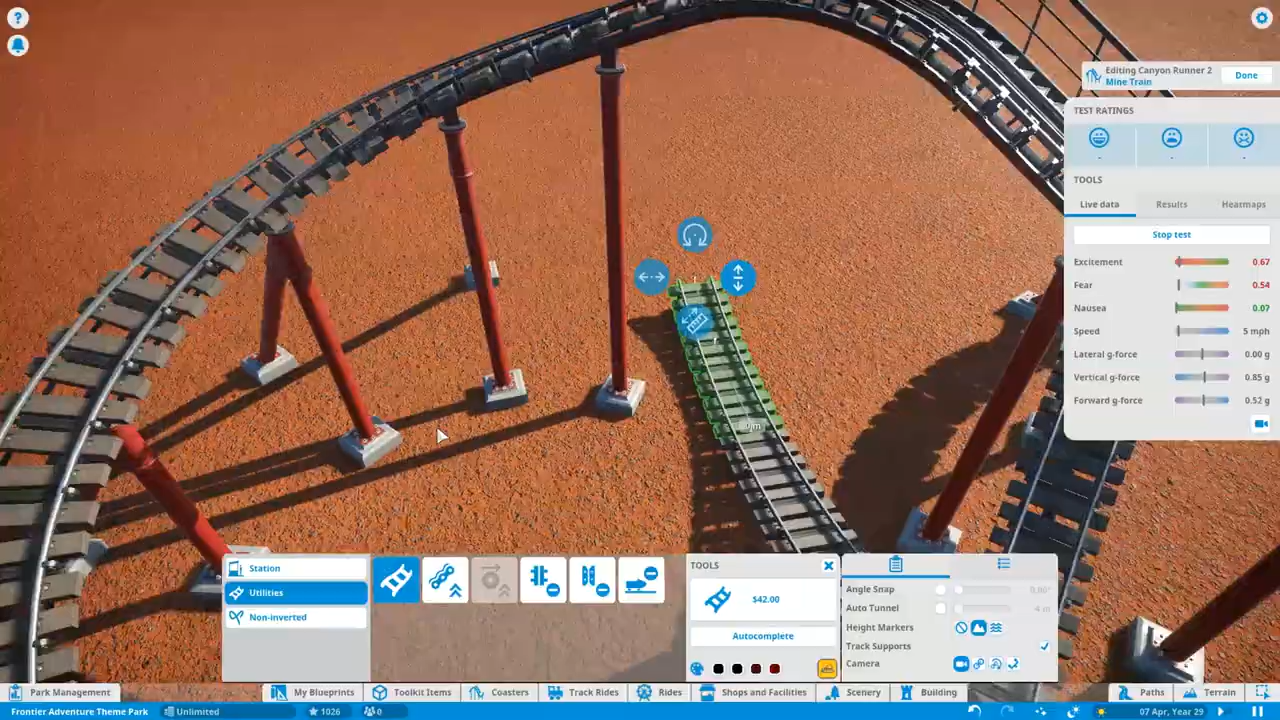 ?
Editing Canyon Runner 2
Mine Train
Done
TEST RATINGS
- - -
TOOLS
Live data Results Heatmaps
Stop test
Excitement 0.67
Fear 0.54
Nausea 0.07
Speed 5 mph
Lateral g-force 0.00 g
Vertical g-force 0.85 g
Forward g-force 0.52 g
Station
Utilities
Non-inverted
TOOLS
$42.00
Autocomplete
Angle Snap
Auto Tunnel 4 m
Height Markers
Track Supports
Camera
Park Management My Blueprints Toolkit Items Coasters Track Rides Rides Shops and Facilities Scenery Building Paths Terrain
Frontier Adventure Theme Park Unlimited 1026 0 07 Apr, Year 29